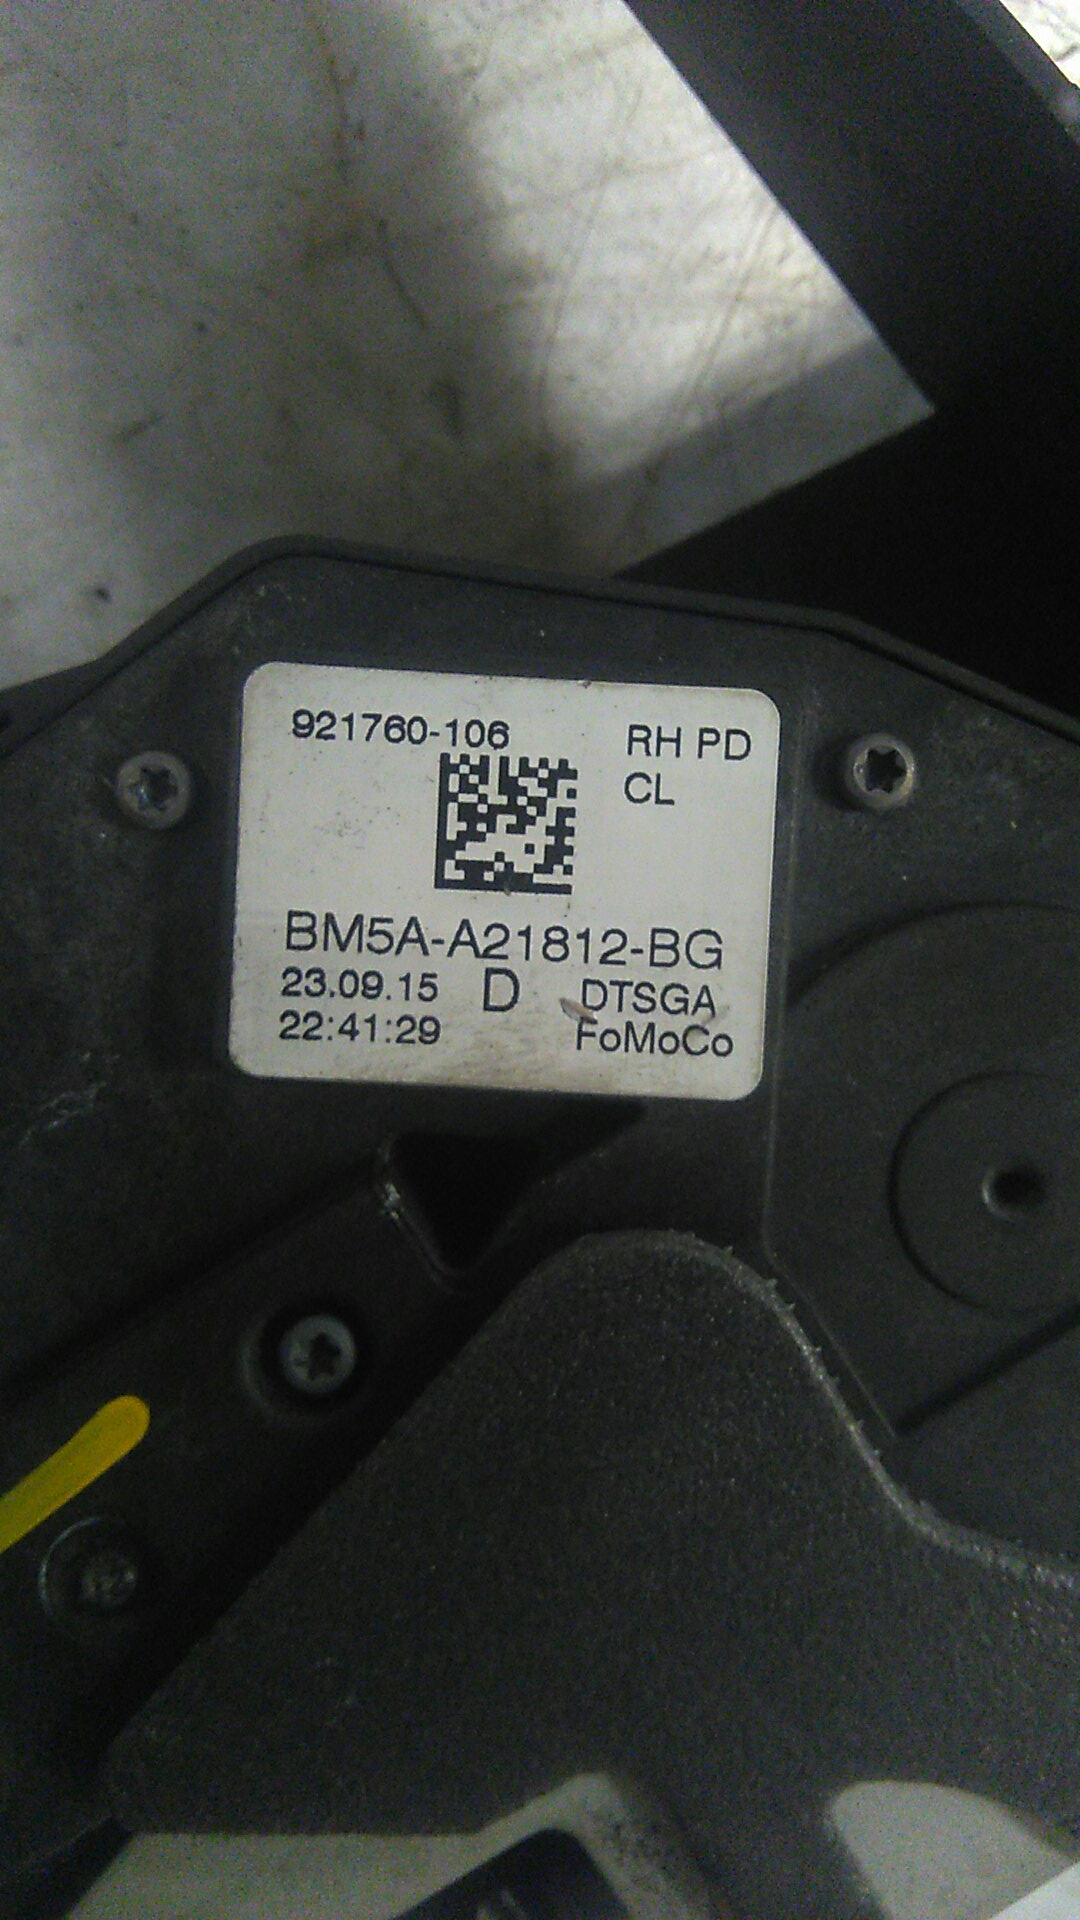 921760-106 RH PD
CL
BM5A-A21812-BG
23.09.15 D DTSGA
22:41:29 FoMoCo